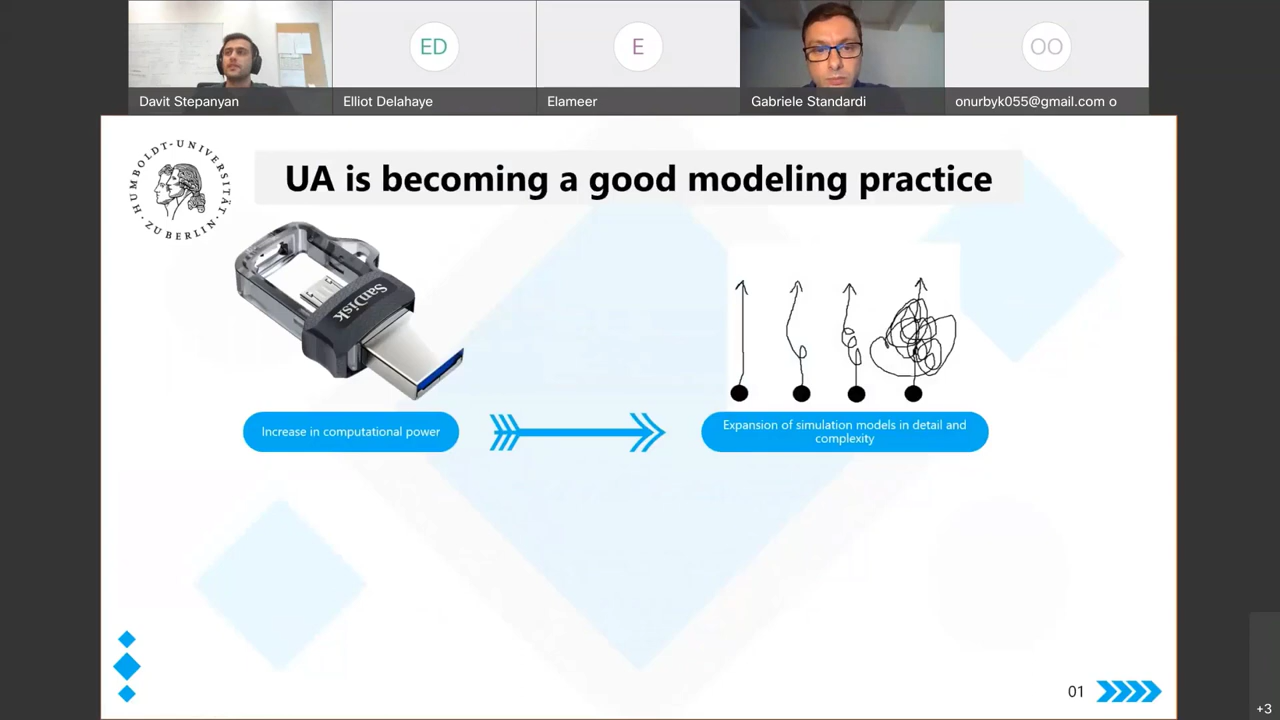 Davit Stepanyan
ED
Elliot Delahaye
E
Elameer
Gabriele Standardi
OO
onurbyk055@gmail.com o
HUMBOLDT-UNIVERSITÄT
ZU BERLIN
UA is becoming a good modeling practice
SanDisk
Increase in computational power
Expansion of simulation models in detail and
complexity
01
+3